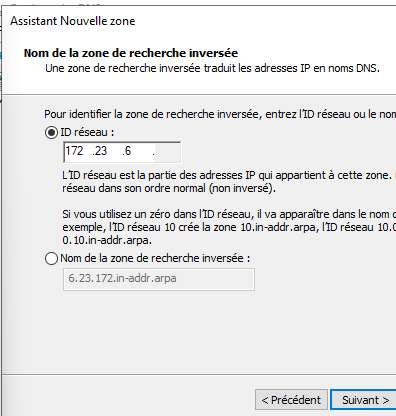 Assistant Nouvelle zone
Nom de la zone de recherche inversée
Une zone de recherche inversée traduit les adresses IP en noms DNS.
Pour identifier la zone de recherche inversée, entrez l'ID réseau ou le nom
ID réseau :
172 .23 .6 .
L'ID réseau est la partie des adresses IP qui appartient à cette zone.
réseau dans son ordre normal (non inversé).
Si vous utilisez un zéro dans l'ID réseau, il va apparaître dans le nom d
exemple, l'ID réseau 10 crée la zone 10.in-addr.arpa, l'ID réseau 10.0
0.10.in-addr.arpa.
Nom de la zone de recherche inversée :
6.23.172.in-addr.arpa
< Précédent Suivant >